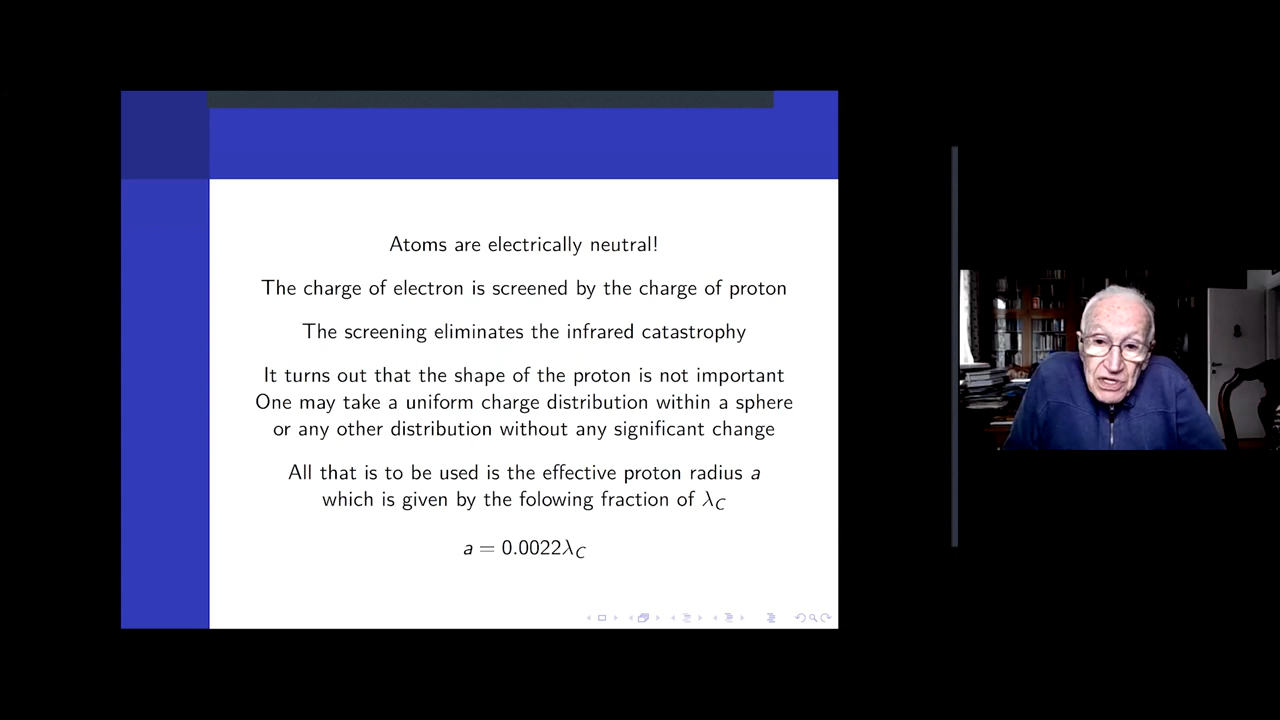 Atoms are electrically neutral!
The charge of electron is screened by the charge of proton
The screening eliminates the infrared catastrophy
It turns out that the shape of the proton is not important
One may take a uniform charge distribution within a sphere
or any other distribution without any significant change
All that is to be used is the effective proton radius a
which is given by the folowing fraction of λC
a = 0.0022λC